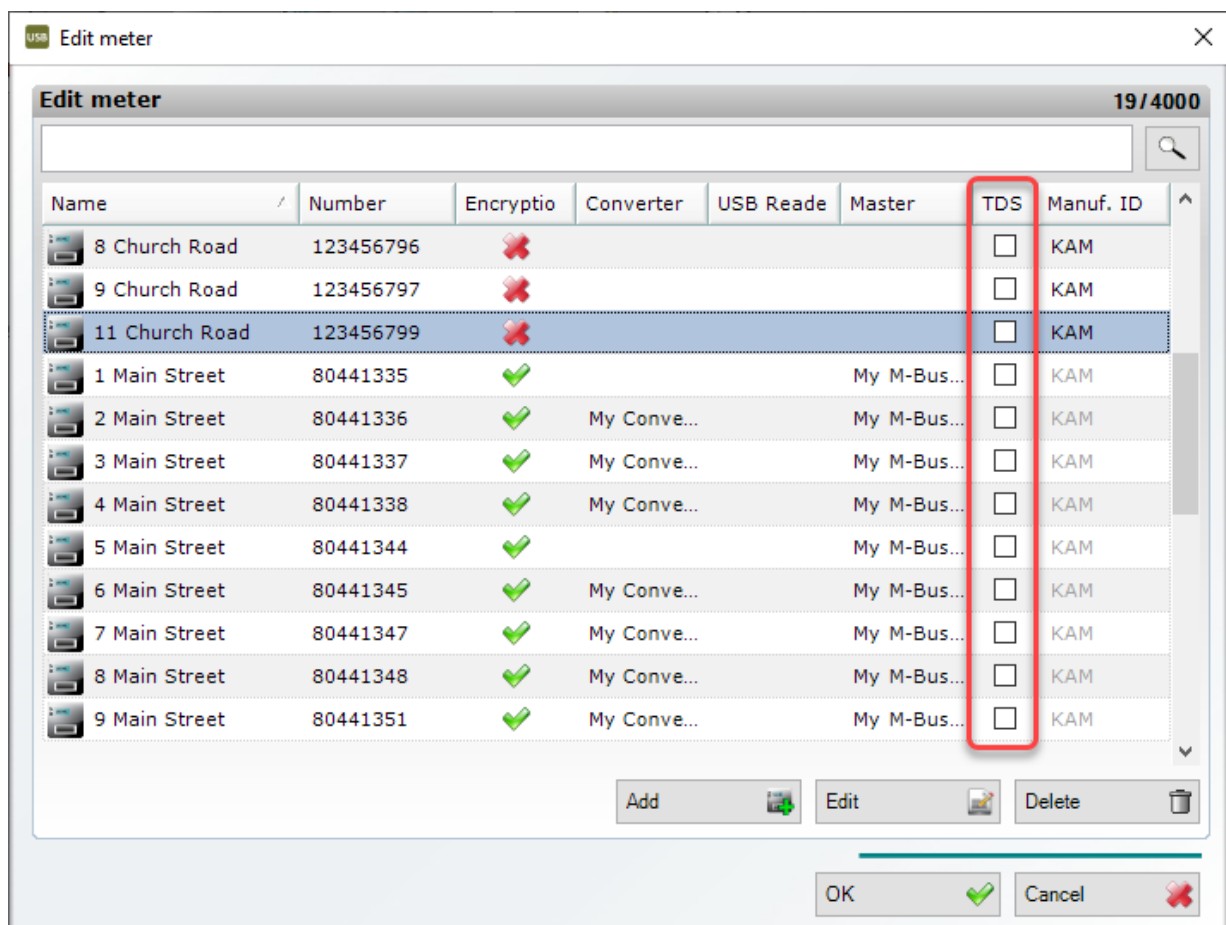 USB Edit meter
Edit meter 19/4000
Name Number Encryptio Converter USB Reade Master TDS Manuf. ID
8 Church Road 123456796 KAM
9 Church Road 123456797 KAM
11 Church Road 123456799 KAM
1 Main Street 80441335 My M-Bus... KAM
2 Main Street 80441336 My Conve... My M-Bus... KAM
3 Main Street 80441337 My Conve... My M-Bus... KAM
4 Main Street 80441338 My Conve... My M-Bus... KAM
5 Main Street 80441344 My M-Bus... KAM
6 Main Street 80441345 My Conve... My M-Bus... KAM
7 Main Street 80441347 My Conve... My M-Bus... KAM
8 Main Street 80441348 My Conve... My M-Bus... KAM
9 Main Street 80441351 My Conve... My M-Bus... KAM
Add Edit Delete
OK Cancel